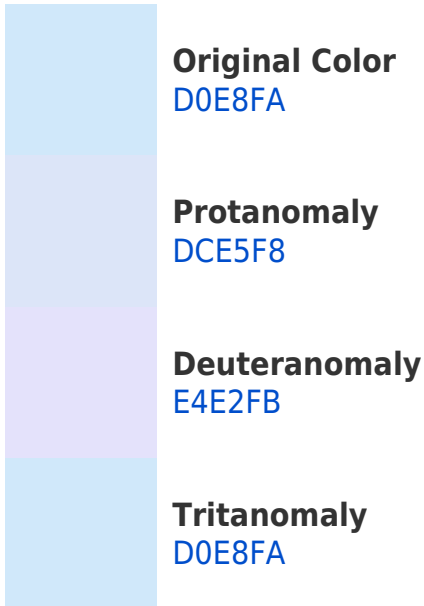 Original Color
D0E8FA
Protanomaly
DCE5F8
Deuteranomaly
E4E2FB
Tritanomaly
D0E8FA